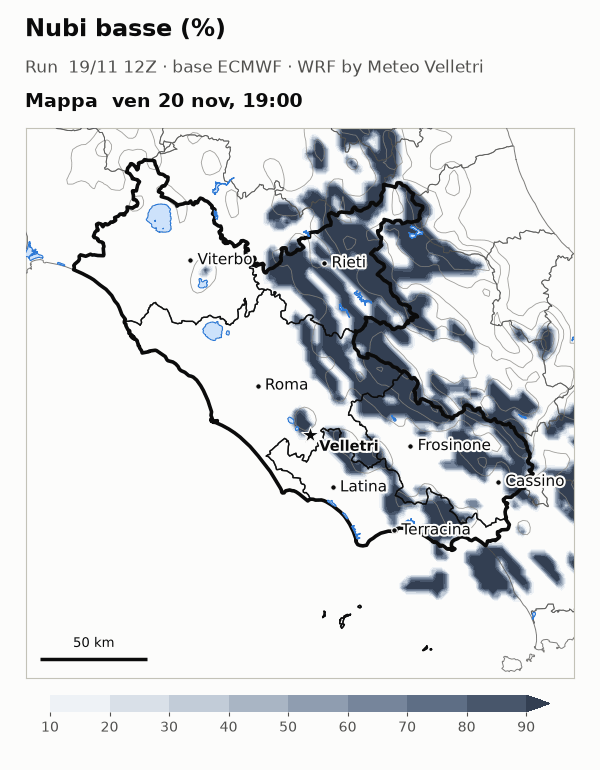 Nubi basse (%)
Run  19/11 12Z · base ECMWF · WRF by Meteo Velletri
Mappa  ven 20 nov, 19:00
Viterbo
Rieti
Roma
Velletri
Frosinone
Latina
Cassino
Terracina
50 km
10 20 30 40 50 60 70 80 90